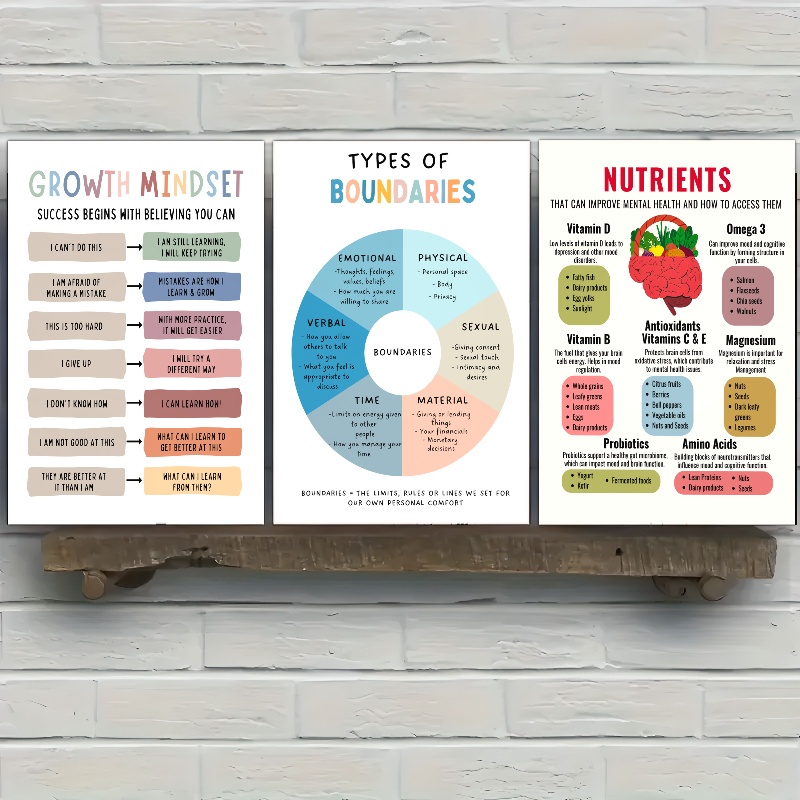 GROWTH MINDSET
SUCCESS BEGINS WITH BELIEVING YOU CAN
I CAN'T DO THIS
I AM STILL LEARNING,
I WILL KEEP TRYING
I AM AFRAID OF
MAKING A MISTAKE
MISTAKES ARE HOW I
LEARN & GROW
THIS IS TOO HARD
WITH MORE PRACTICE,
IT WILL GET EASIER
I GIVE UP
I WILL TRY A
DIFFERENT WAY
I DON'T KNOW HOW
I CAN LEARN HOW!
I AM NOT GOOD AT THIS
WHAT CAN I LEARN TO
GET BETTER AT THIS
THEY ARE BETTER AT
IT THAN I AM
WHAT CAN I LEARN
FROM THEM?
TYPES OF
BOUNDARIES
EMOTIONAL
-Thoughts, feelings,
values, beliefs
- How much you are
willing to share
PHYSICAL
- Personal space
- Body
- Privacy
VERBAL
- How you allow
others to talk
to you
- What you feel is
appropriate to
discuss
SEXUAL
-Giving consent
- Sexual touch
- Intimacy and
desires
BOUNDARIES
TIME
-Limits on energy given
to other
people
- How you manage your
time
MATERIAL
- Giving or lending
things
- Your financials
- Monetary
decisions
BOUNDARIES = THE LIMITS, RULES OR LINES WE SET FOR
OUR OWN PERSONAL COMFORT
NUTRIENTS
THAT CAN IMPROVE MENTAL HEALTH AND HOW TO ACCESS THEM
Vitamin D
Low levels of vitamin D leads to
depression and other mood
disorders.
• Fatty fish
• Dairy products
• Egg yolks
• Sunlight
Omega 3
Can improve mood and cognitive
function by forming structure in
your cells.
• Salmon
• Flaxseeds
• Chia seeds
• Walnuts
Vitamin B
The fuel that gives your brain
cells energy. Helps in mood
regulation.
• Whole grains
• Leafy greens
• Lean meats
• Eggs
• Dairy products
Antioxidants
Vitamins C & E
Protects brain cells from
oxidative stress, which contribute
to mental health issues.
• Citrus fruits
• Berries
• Bell peppers
• Vegetable oils
• Nuts and Seeds
Magnesium
Magnesium is important for
relaxation and stress
Management
• Nuts
• Seeds
• Dark leafy
greens
• Legumes
Probiotics
Probiotics support a healthy gut microbiome,
which can impact mood and brain function.
• Yogurt
• Kefir
• Fermented foods
Amino Acids
Building blocks of neurotransmitters that
influence mood and cognitive function.
• Lean Proteins
• Dairy products
• Nuts
• Seeds